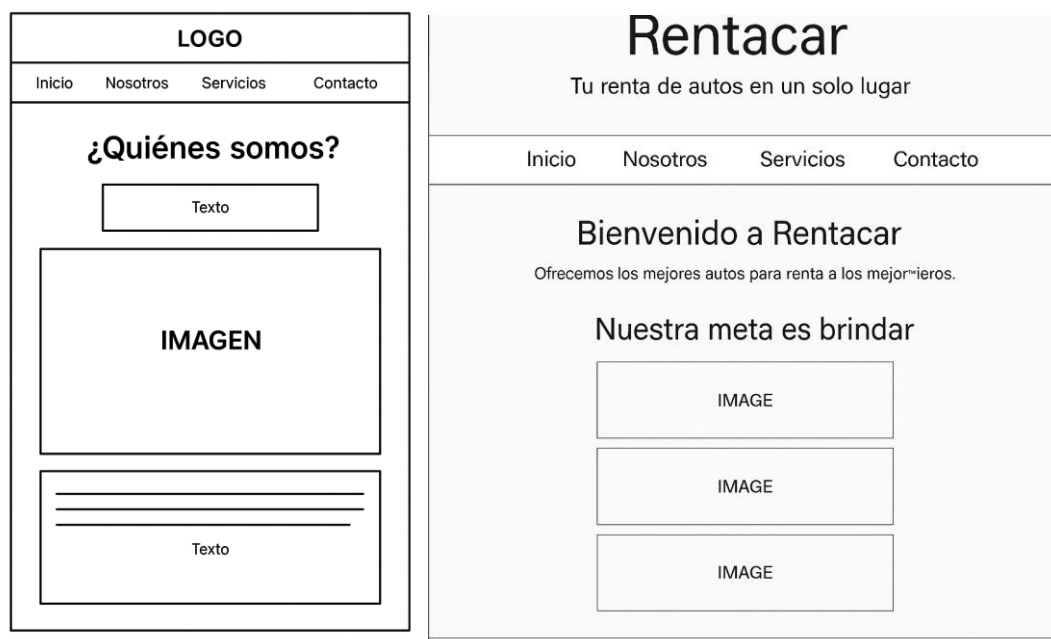 LOGO
Inicio Nosotros Servicios Contacto
¿Quiénes somos?
Texto
IMAGEN
Texto
Rentacar
Tu renta de autos en un solo lugar
Inicio Nosotros Servicios Contacto
Bienvenido a Rentacar
Ofrecemos los mejores autos para renta a los
Nuestra meta es brindar
IMAGE
IMAGE
IMAGE